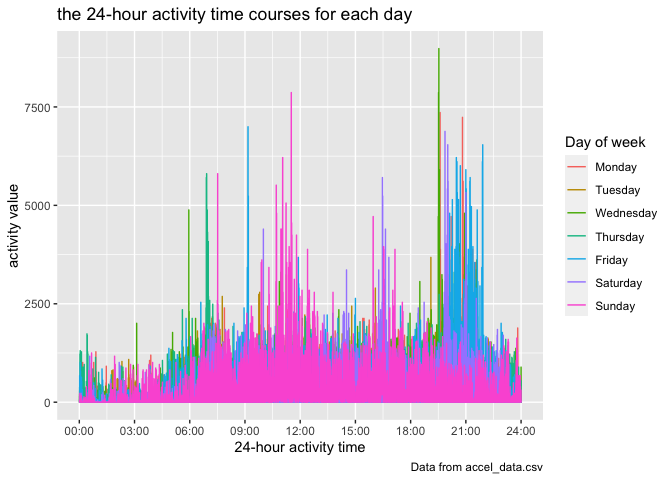 the 24-hour activity time courses for each day
activity value
7500
5000
2500
0
00:00 03:00 06:00 09:00 12:00 15:00 18:00 21:00 24:00
24-hour activity time
Day of week
Monday
Tuesday
Wednesday
Thursday
Friday
Saturday
Sunday
Data from accel_data.csv